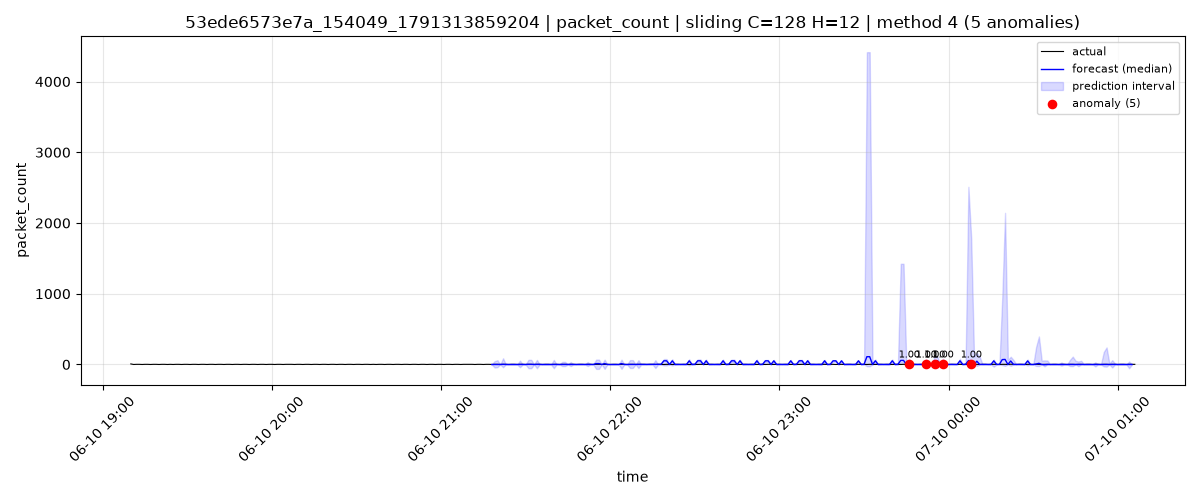 53ede6573e7a_154049_1791313859204 | packet_count | sliding C=128 H=12 | method 4 (5 anomalies)
actual
forecast (median)
prediction interval
anomaly (5)
packet_count
4000
3000
2000
1000
0
1.00
1.00
06-10 19:00
06-10 20:00
06-10 21:00
06-10 22:00
06-10 23:00
07-10 00:00
07-10 01:00
time